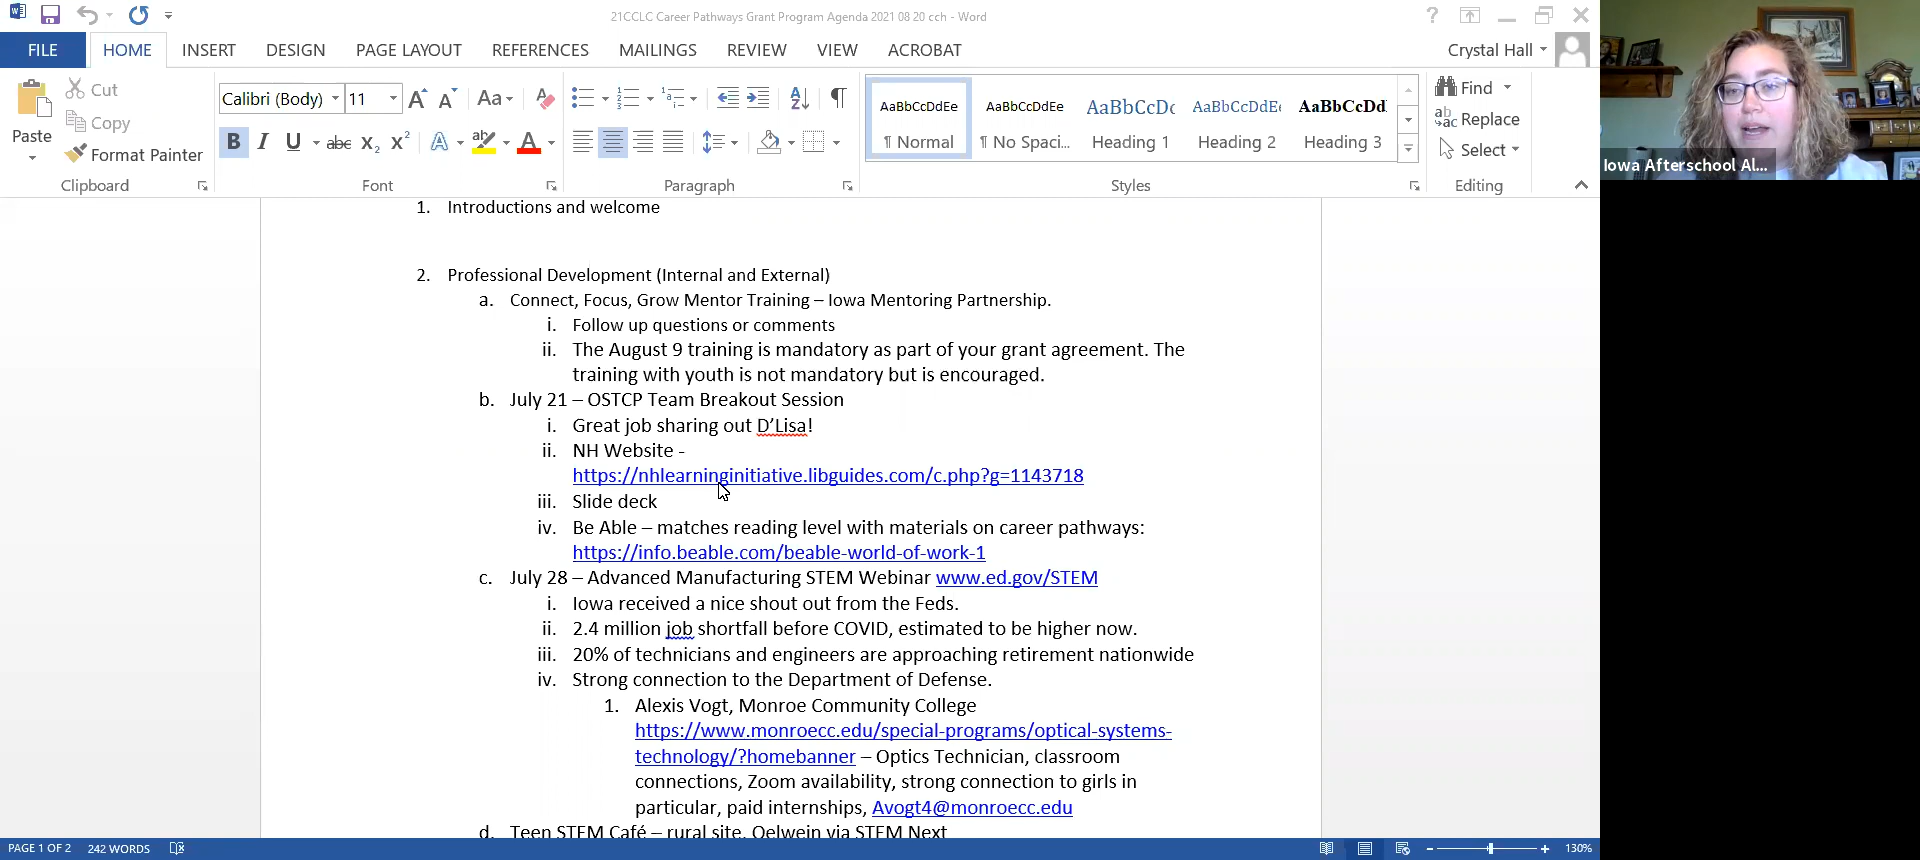 21CCLC Career Pathways Grant Program Agenda 2021 08 20 cch - Word
FILE HOME INSERT DESIGN PAGE LAYOUT REFERENCES MAILINGS REVIEW VIEW ACROBAT Crystal Hall
Paste Cut Copy Format Painter
Calibri (Body) 11 Aa
B I U abc X₂ X² A ab A
AaBbCcDdEe AaBbCcDdEe AaBbCcDc AaBbCcDdEe AaBbCcDd
¶ Normal ¶ No Spaci... Heading 1 Heading 2 Heading 3
Find Replace Select
Clipboard Font Paragraph Styles Editing
Iowa Afterschool Al...
1. Introductions and welcome
2. Professional Development (Internal and External)
a. Connect, Focus, Grow Mentor Training – Iowa Mentoring Partnership.
i. Follow up questions or comments
ii. The August 9 training is mandatory as part of your grant agreement. The
training with youth is not mandatory but is encouraged.
b. July 21 – OSTCP Team Breakout Session
i. Great job sharing out D’Lisa!
ii. NH Website -
https://nhlearninginitiative.libguides.com/c.php?g=1143718
iii. Slide deck
iv. Be Able – matches reading level with materials on career pathways:
https://info.beable.com/beable-world-of-work-1
c. July 28 – Advanced Manufacturing STEM Webinar www.ed.gov/STEM
i. Iowa received a nice shout out from the Feds.
ii. 2.4 million job shortfall before COVID, estimated to be higher now.
iii. 20% of technicians and engineers are approaching retirement nationwide
iv. Strong connection to the Department of Defense.
1. Alexis Vogt, Monroe Community College
https://www.monroecc.edu/special-programs/optical-systems-
technology/?homebanner – Optics Technician, classroom
connections, Zoom availability, strong connection to girls in
particular, paid internships, Avogt4@monroecc.edu
d. Teen STEM Café – rural site, Oelwein via STEM Next
PAGE 1 OF 2 242 WORDS 130%